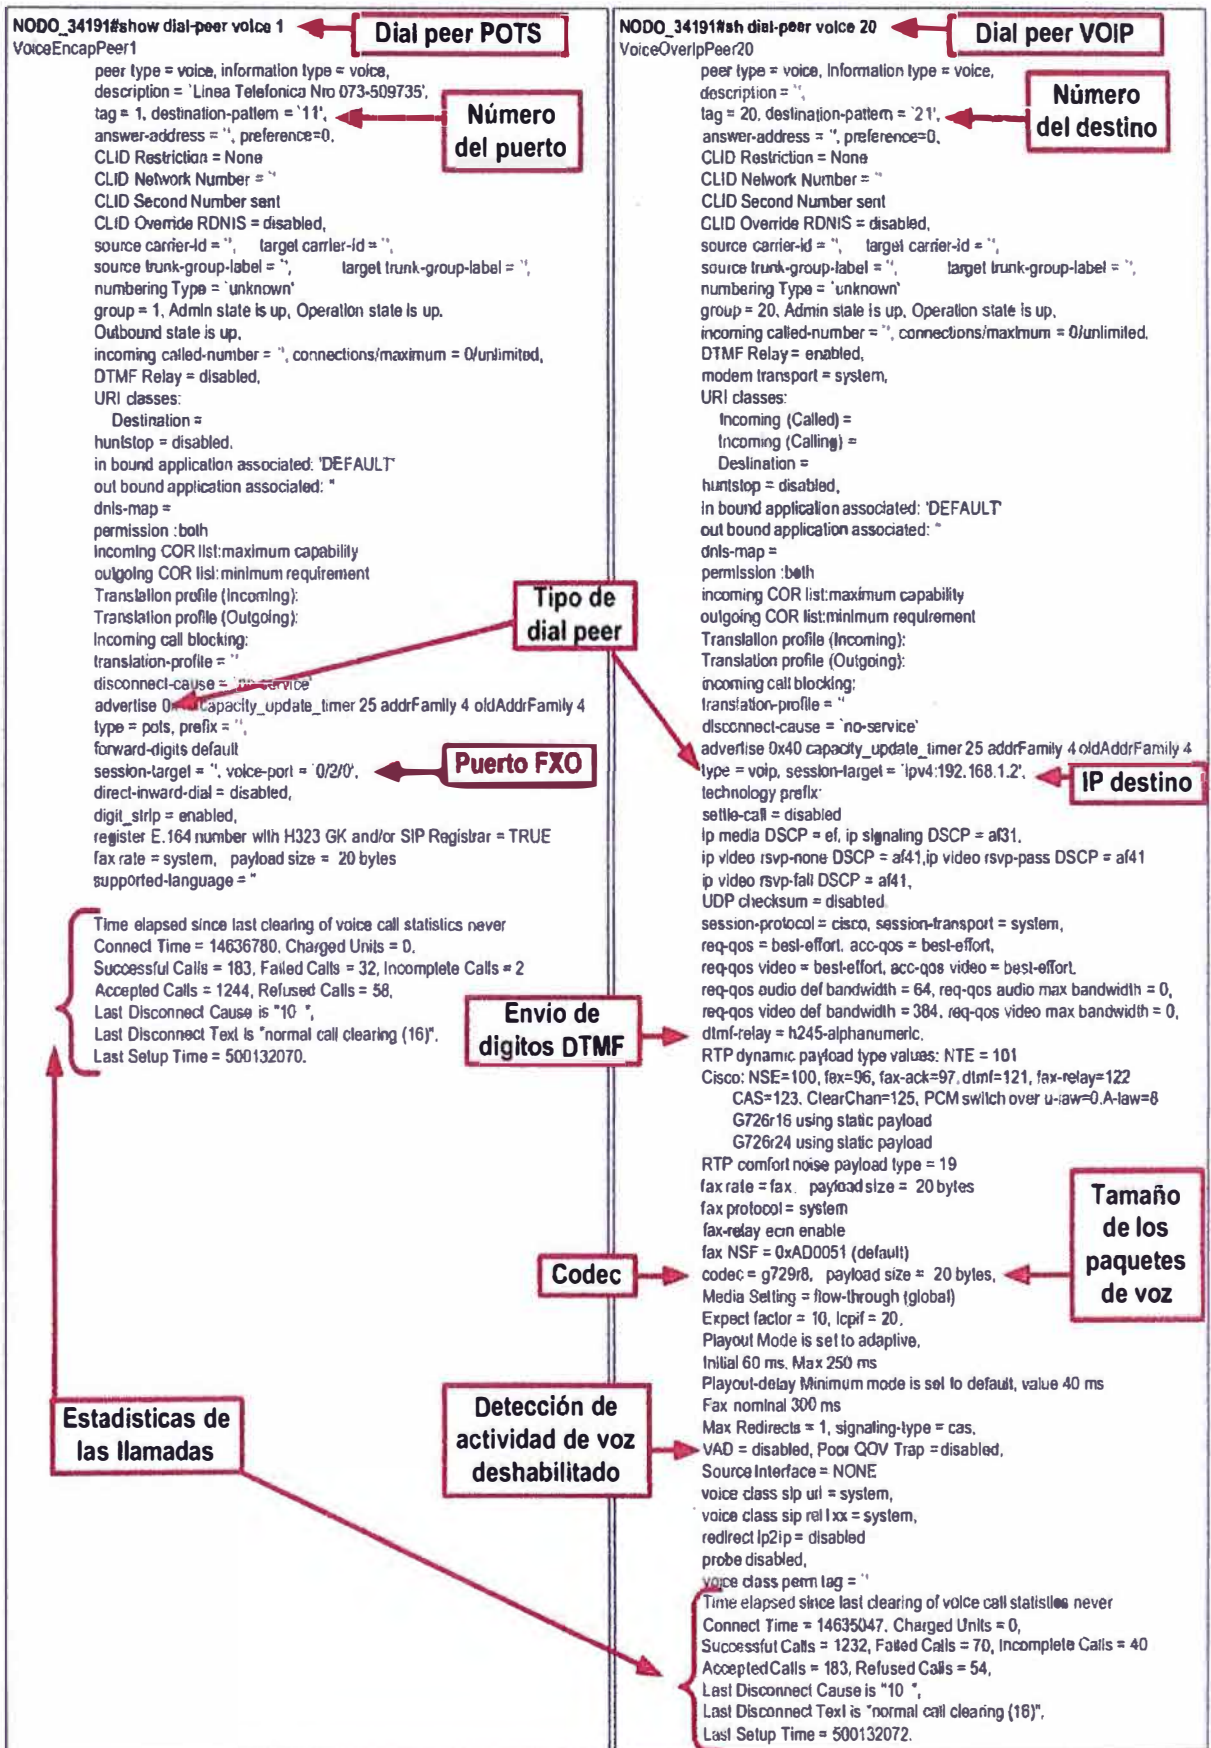 NODO_34191#show dial-peer voice 1
Dial peer POTS
VoiceEncapPeer1
peer type = voice, information type = voice,
description = `Linea Telefonica Nro 073-509735',
tag = 1, destination-pattern = `11',
Número
del puerto
answer-address = `', preference=0,
CLID Restriction = None
CLID Network Number = `'
CLID Second Number sent
CLID Override RDNIS = disabled,
source carrier-id = `', target carrier-id = `',
source trunk-group-label = `', target trunk-group-label = `',
numbering Type = `unknown'
group = 1, Admin state is up, Operation state is up,
Outbound state is up,
incoming called-number = `', connections/maximum = 0/unlimited,
DTMF Relay = disabled,
URI classes:
Destination =
huntstop = disabled,
in bound application associated: 'DEFAULT'
out bound application associated: ''
dnis-map =
permission :both
incoming COR list:maximum capability
outgoing COR list:minimum requirement
Translation profile (Incoming):
Translation profile (Outgoing):
incoming call blocking:
translation-profile = `'
disconnect-cause = `no-service'
advertise 0x capacity_update_timer 25 addrFamily 4 oldAddrFamily 4
type = pots, prefix = `',
forward-digits default
session-target = `', voice-port = `0/2/0',
Puerto FXO
direct-inward-dial = disabled,
digit_strip = enabled,
register E.164 number with H323 GK and/or SIP Registrar = TRUE
fax rate = system, payload size = 20 bytes
supported-language = ''
Time elapsed since last clearing of voice call statistics never
Connect Time = 14636780, Charged Units = 0,
Successful Calls = 183, Failed Calls = 32, Incomplete Calls = 2
Accepted Calls = 1244, Refused Calls = 58,
Last Disconnect Cause is "10 ",
Last Disconnect Text is "normal call clearing (16)",
Last Setup Time = 500132070.
Estadísticas de
las llamadas
Tipo de
dial peer
NODO_34191#sh dial-peer voice 20
Dial peer VOIP
VoiceOverIpPeer20
peer type = voice, information type = voice,
description = `',
tag = 20, destination-pattern = `21',
Número
del destino
answer-address = `', preference=0,
CLID Restriction = None
CLID Network Number = `'
CLID Second Number sent
CLID Override RDNIS = disabled,
source carrier-id = `', target carrier-id = `',
source trunk-group-label = `', target trunk-group-label = `',
numbering Type = `unknown'
group = 20, Admin state is up, Operation state is up,
incoming called-number = `', connections/maximum = 0/unlimited,
DTMF Relay = enabled,
modem transport = system,
URI classes:
Incoming (Called) =
Incoming (Calling) =
Destination =
huntstop = disabled,
in bound application associated: 'DEFAULT'
out bound application associated: ''
dnis-map =
permission :both
incoming COR list:maximum capability
outgoing COR list:minimum requirement
Translation profile (Incoming):
Translation profile (Outgoing):
incoming call blocking:
translation-profile = `'
disconnect-cause = `no-service'
advertise 0x40 capacity_update_timer 25 addrFamily 4 oldAddrFamily 4
type = voip, session-target = `ipv4:192.168.1.2',
IP destino
technology prefix:
settle-call = disabled
ip media DSCP = ef, ip signaling DSCP = af31,
ip video rsvp-none DSCP = af41,ip video rsvp-pass DSCP = af41
ip video rsvp-fail DSCP = af41,
UDP checksum = disabled,
session-protocol = cisco, session-transport = system,
req-qos = best-effort, acc-qos = best-effort,
req-qos video = best-effort, acc-qos video = best-effort,
req-qos audio def bandwidth = 64, req-qos audio max bandwidth = 0,
req-qos video def bandwidth = 384, req-qos video max bandwidth = 0,
Envio de
digitos DTMF
dtmf-relay = h245-alphanumeric,
RTP dynamic payload type values: NTE = 101
Cisco: NSE=100, fax=96, fax-ack=97, dtmf=121, fax-relay=122
CAS=123, ClearChan=125, PCM switch over u-law=0,A-law=8
G726r16 using static payload
G726r24 using static payload
RTP comfort noise payload type = 19
fax rate = fax, payload size = 20 bytes
fax protocol = system
fax-relay ecm enable
fax NSF = 0xAD0051 (default)
Codec
codec = g729r8, payload size = 20 bytes,
Tamaño
de los
paquetes
de voz
Media Setting = flow-through (global)
Expect factor = 10, Icpif = 20,
Playout Mode is set to adaptive,
Initial 60 ms, Max 250 ms
Playout-delay Minimum mode is set to default, value 40 ms
Fax nominal 300 ms
Max Redirects = 1, signaling-type = cas,
Detección de
actividad de voz
deshabilitado
VAD = disabled, Poor QOV Trap = disabled,
Source Interface = NONE
voice class sip url = system,
voice class sip rel1xx = system,
redirect ip2ip = disabled
probe disabled,
voice class perm tag = `'
Time elapsed since last clearing of voice call statistics never
Connect Time = 14635047, Charged Units = 0,
Successful Calls = 1232, Failed Calls = 70, Incomplete Calls = 40
Accepted Calls = 183, Refused Calls = 54,
Last Disconnect Cause is "10 ",
Last Disconnect Text is "normal call clearing (16)",
Last Setup Time = 500132072.